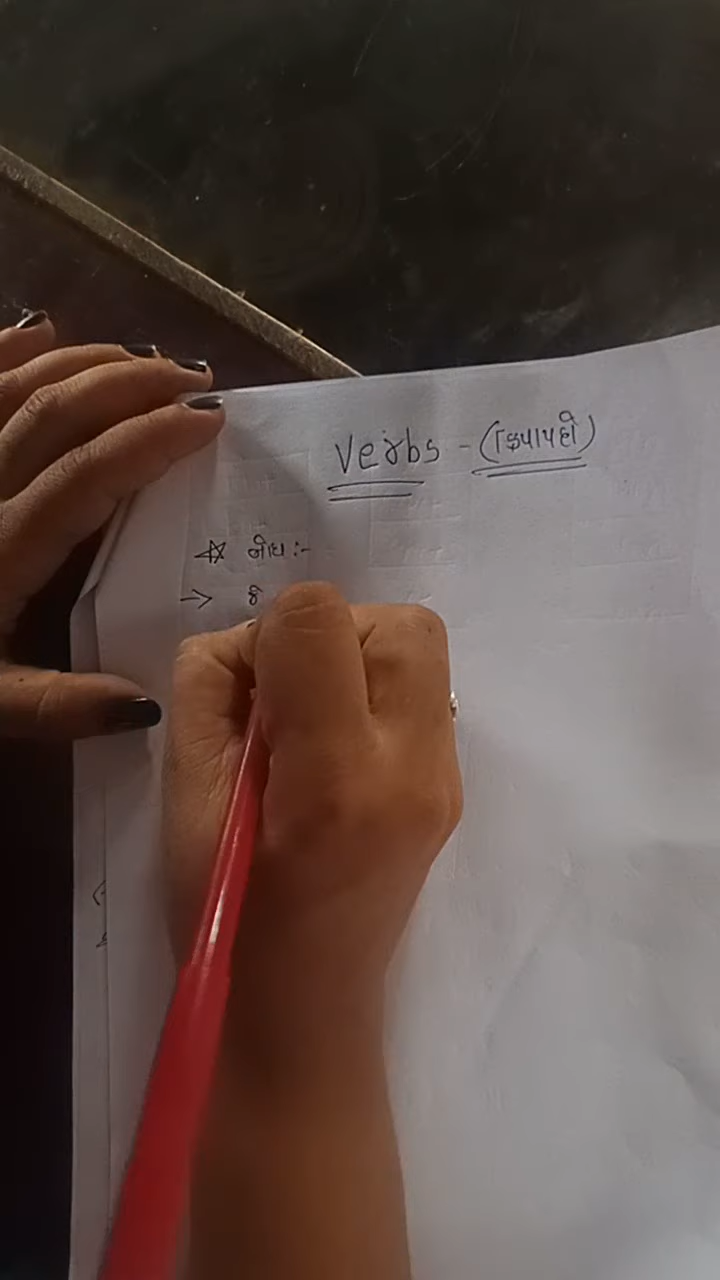 Verbs - (ક્રિયાપદો)
☆ નોંધ :-
→ જે